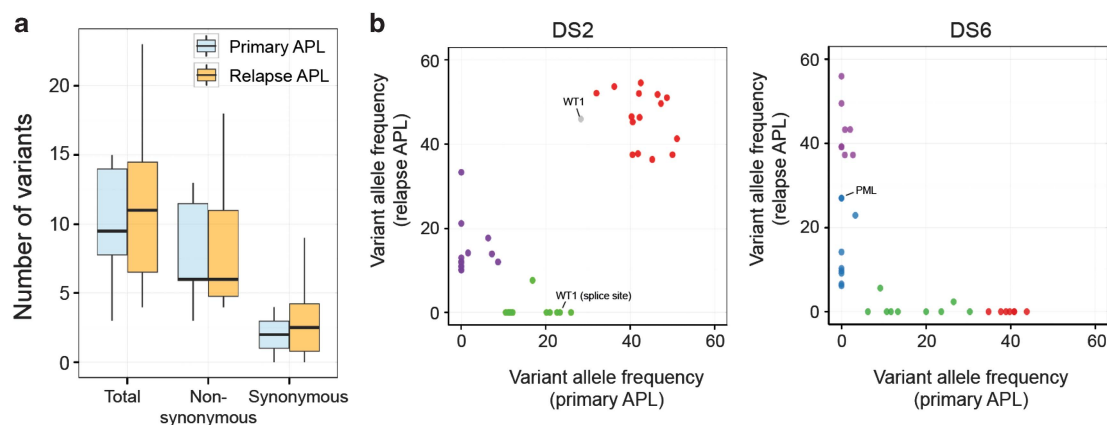 a
Number of variants
20
15
10
5
0
Primary APL
Relapse APL
Total
Non-
synonymous
Synonymous
b
DS2
Variant allele frequency
(relapse APL)
60
40
20
0
WT1
WT1 (splice site)
0
20
40
60
Variant allele frequency
(primary APL)
DS6
Variant allele frequency
(relapse APL)
60
40
20
0
PML
0
20
40
60
Variant allele frequency
(primary APL)